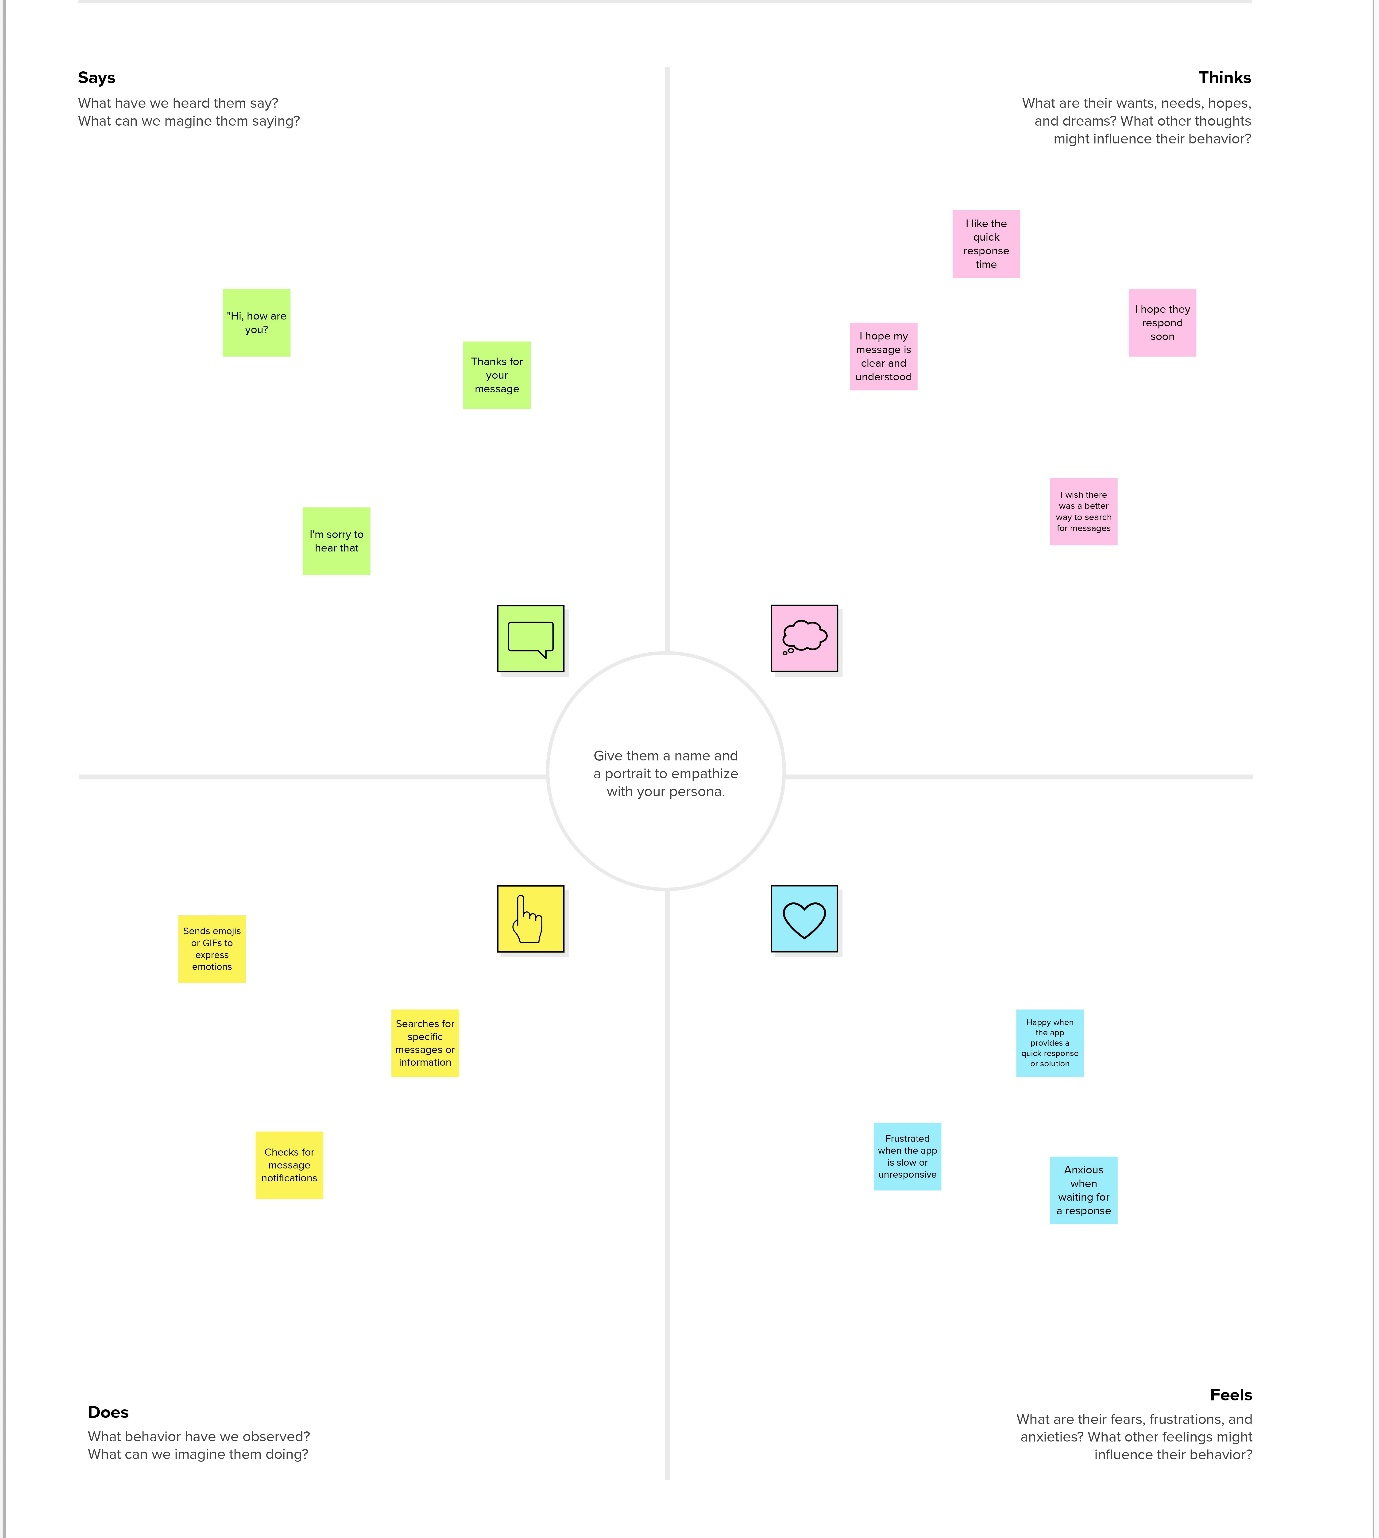 Says
What have we heard them say?
What can we magine them saying?
Thinks
What are their wants, needs, hopes,
and dreams? What other thoughts
might influence their behavior?
"Hi, how are
you?
Thanks for
your
message
I'm sorry to
hear that
I like the
quick
response
time
I hope they
respond
soon
I hope my
message is
clear and
understood
I wish there
was a better
way to search
for messages
Give them a name and
a portrait to empathize
with your persona.
Sends emojis
or GIFs to
express
emotions
Searches for
specific
messages or
information
Checks for
message
notifications
Happy when
the app
provides a
quick response
or solution
Frustrated
when the app
is slow or
unresponsive
Anxious
when
waiting for
a response
Does
What behavior have we observed?
What can we imagine them doing?
Feels
What are their fears, frustrations, and
anxieties? What other feelings might
influence their behavior?